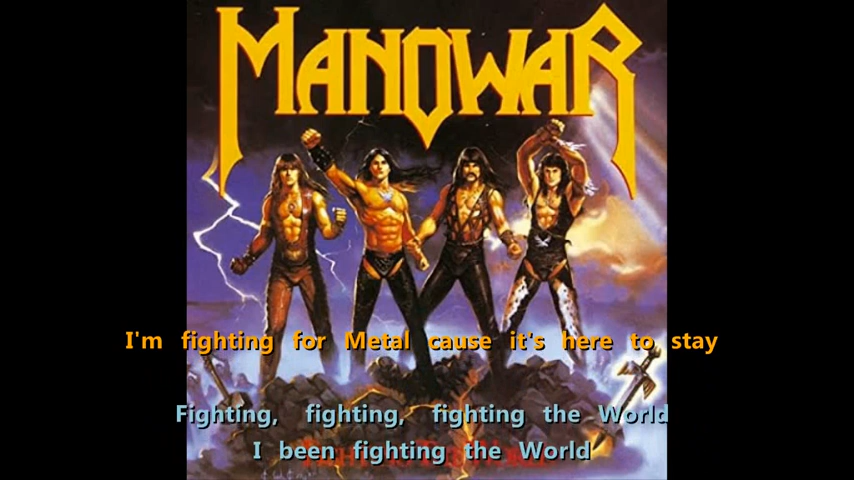 MANOWAR
I'm fighting for Metal cause it's here to stay
Fighting, fighting, fighting the World
I been fighting the World